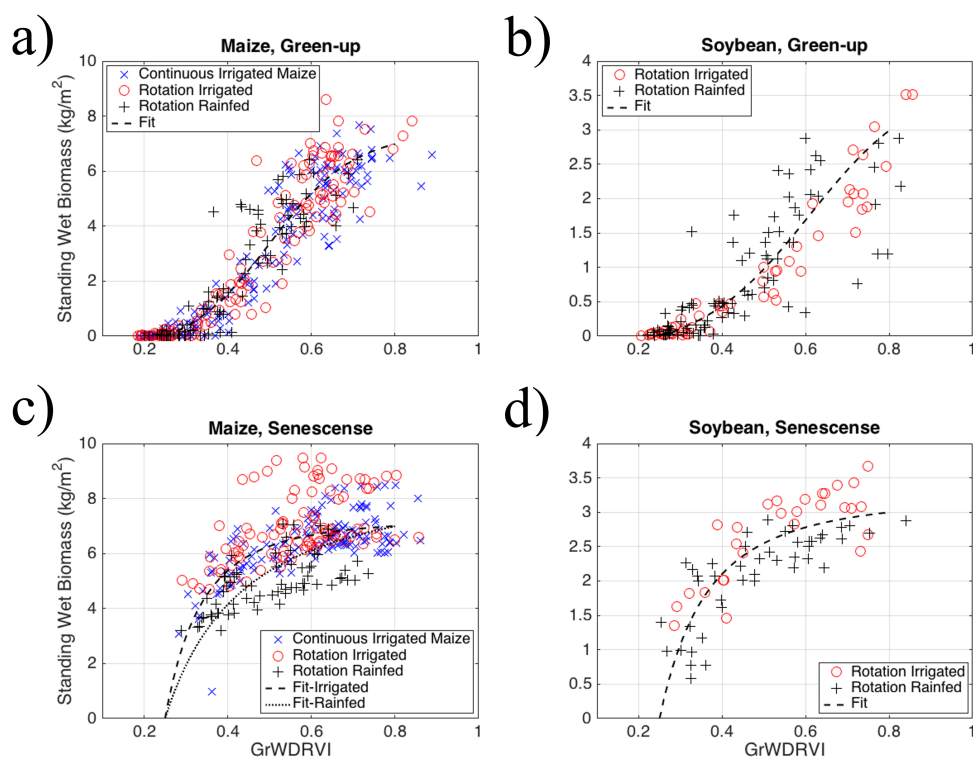 a)
Maize, Green-up
Standing Wet Biomass (kg/m²)
10
8
6
4
2
0
0.2 0.4 0.6 0.8 1
Continuous Irrigated Maize
Rotation Irrigated
Rotation Rainfed
Fit
b)
Soybean, Green-up
4
3.5
3
2.5
2
1.5
1
0.5
0
0.2 0.4 0.6 0.8 1
Rotation Irrigated
Rotation Rainfed
Fit
c)
Maize, Senescense
Standing Wet Biomass (kg/m²)
10
8
6
4
2
0
0.2 0.4 0.6 0.8 1
GrWDRVI
Continuous Irrigated Maize
Rotation Irrigated
Rotation Rainfed
Fit-Irrigated
Fit-Rainfed
d)
Soybean, Senescense
4
3.5
3
2.5
2
1.5
1
0.5
0
0.2 0.4 0.6 0.8 1
GrWDRVI
Rotation Irrigated
Rotation Rainfed
Fit